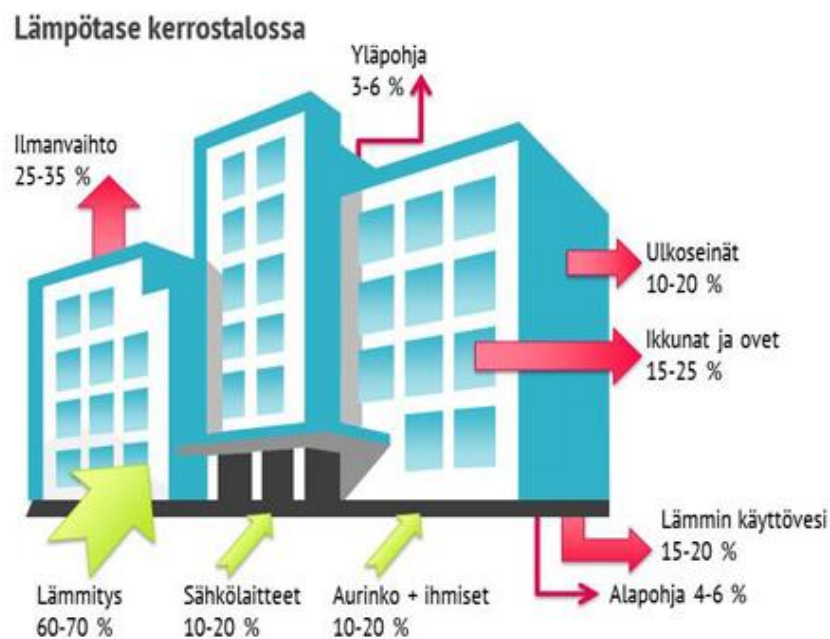 Lämpötase kerrostalossa
Yläpohja
3-6 %
Ilmanvaihto
25-35 %
Ulkoseinät
10-20 %
Ikkunat ja ovet
15-25 %
Lämmin käyttövesi
15-20 %
Alapohja 4-6 %
Lämmitys
60-70 %
Sähkölaitteet
10-20 %
Aurinko + ihmiset
10-20 %